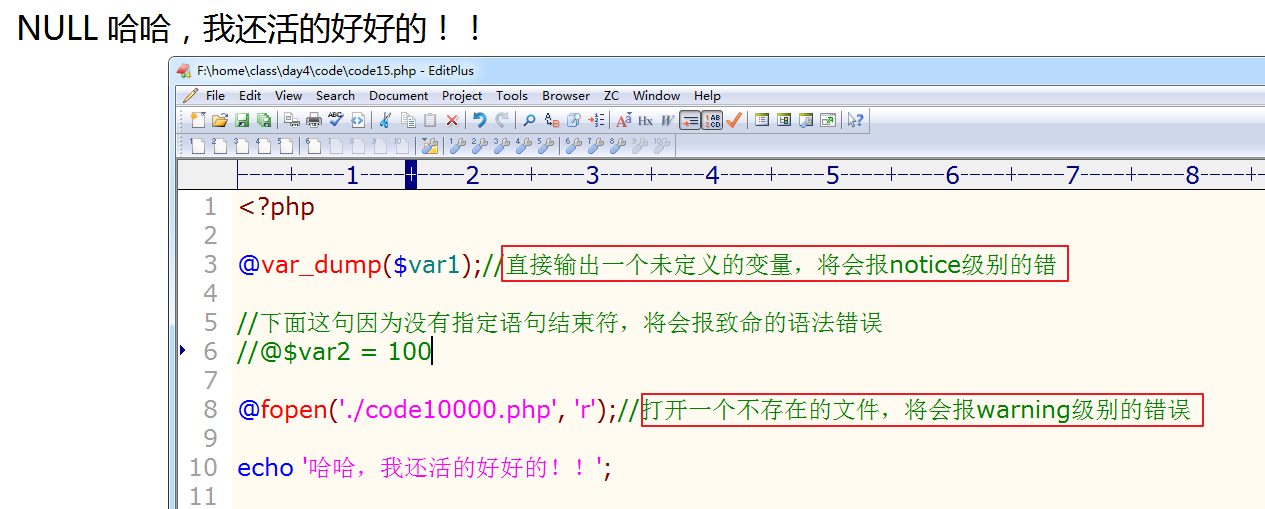 NULL 哈哈，我还活的好好的！！
F:\home\class\day4\code\code15.php - EditPlus
File Edit View Search Document Project Tools Browser ZC Window Help
----+----1----+----2----+----3----+----4----+----5----+----6----+----7----+----8----+
1 <?php
2
3 @var_dump($var1);//直接输出一个未定义的变量，将会报notice级别的错
4
5 //下面这句因为没有指定语句结束符，将会报致命的语法错误
6 //@$var2 = 100
7
8 @fopen('./code10000.php', 'r');//打开一个不存在的文件，将会报warning级别的错误
9
10 echo '哈哈，我还活的好好的！！';
11